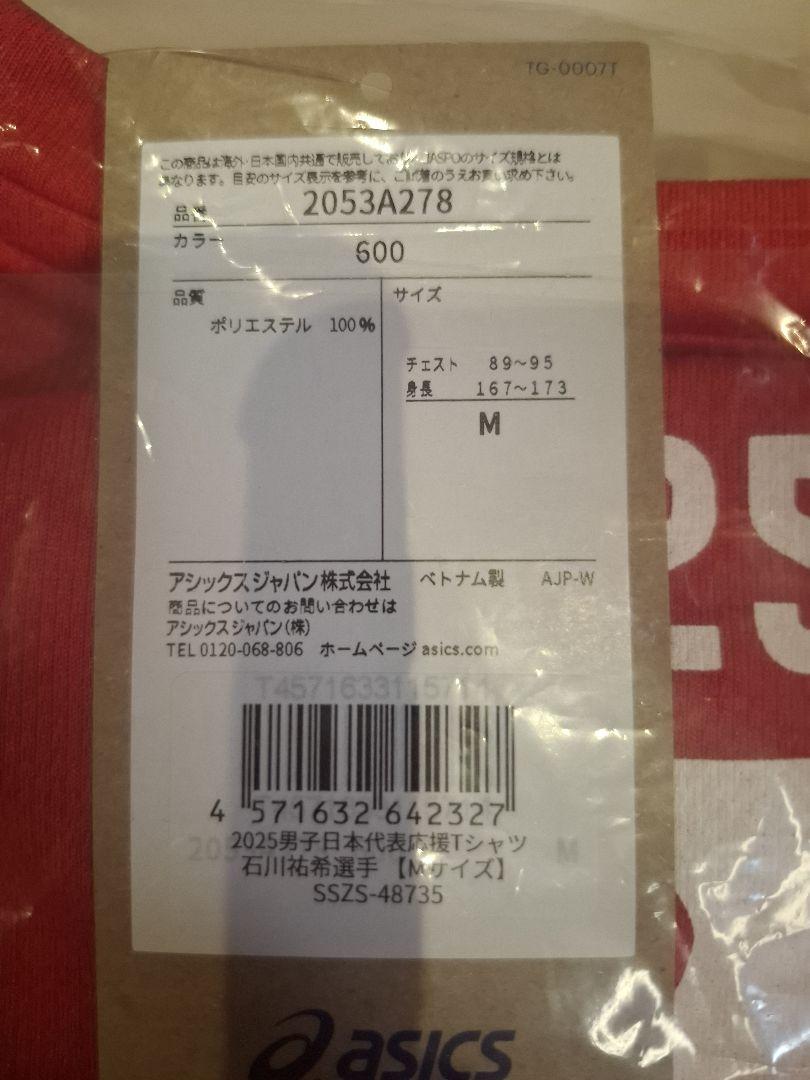 TG-0007T
この商品は海外・日本国内共通で販売しており、JASPOのサイズ規格とは
異なります。目安のサイズ表示を参考に、ご試着のうえお買い求め下さい。
品番 2053A278
カラー 600
品質
ポリエステル 100%
サイズ
チェスト 89～95
身長 167～173
M
アシックスジャパン株式会社 ベトナム製 AJP-W
商品についてのお問い合わせは
アシックスジャパン(株)
TEL 0120-068-806 ホームページ asics.com
4 571632 642327
2025男子日本代表応援Tシャツ
石川祐希選手 【Mサイズ】
SSZS-48735
asics